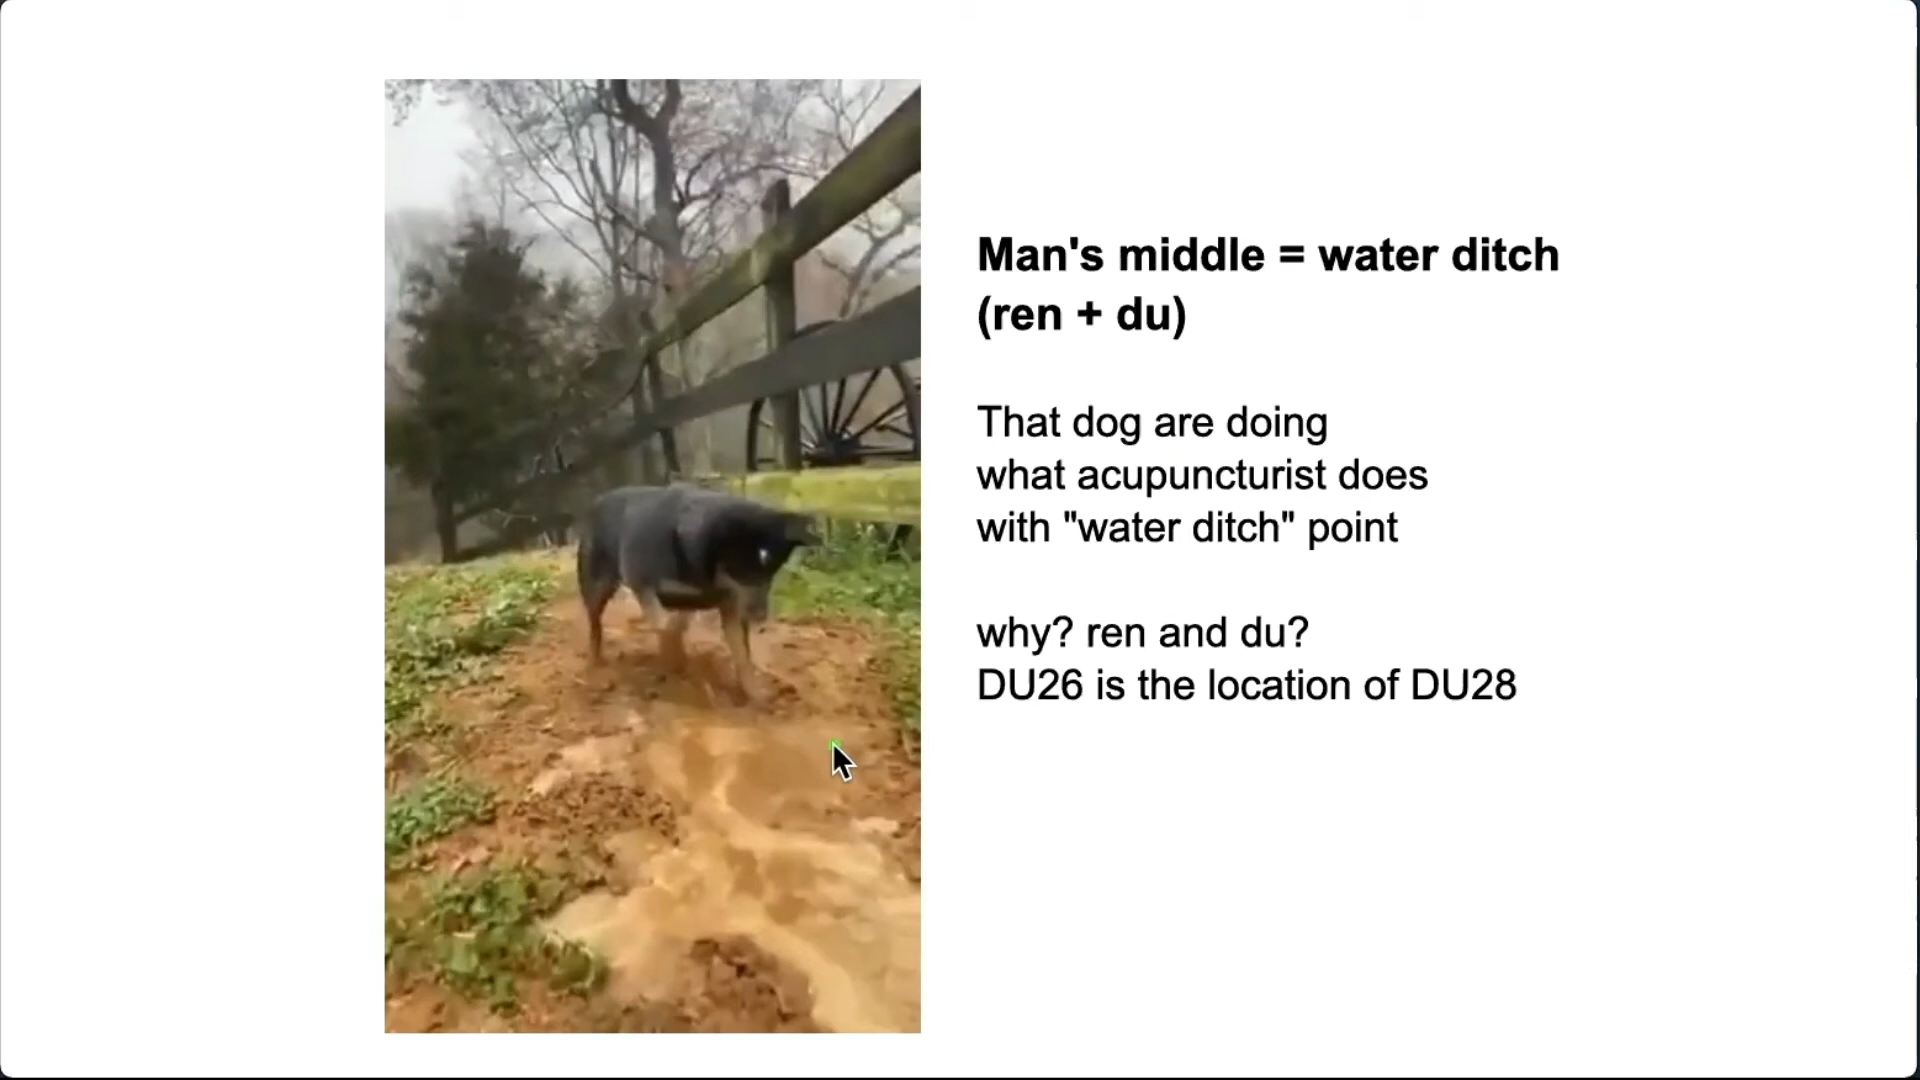 Man's middle = water ditch
(ren + du)
That dog are doing
what acupuncturist does
with "water ditch" point
why? ren and du?
DU26 is the location of DU28